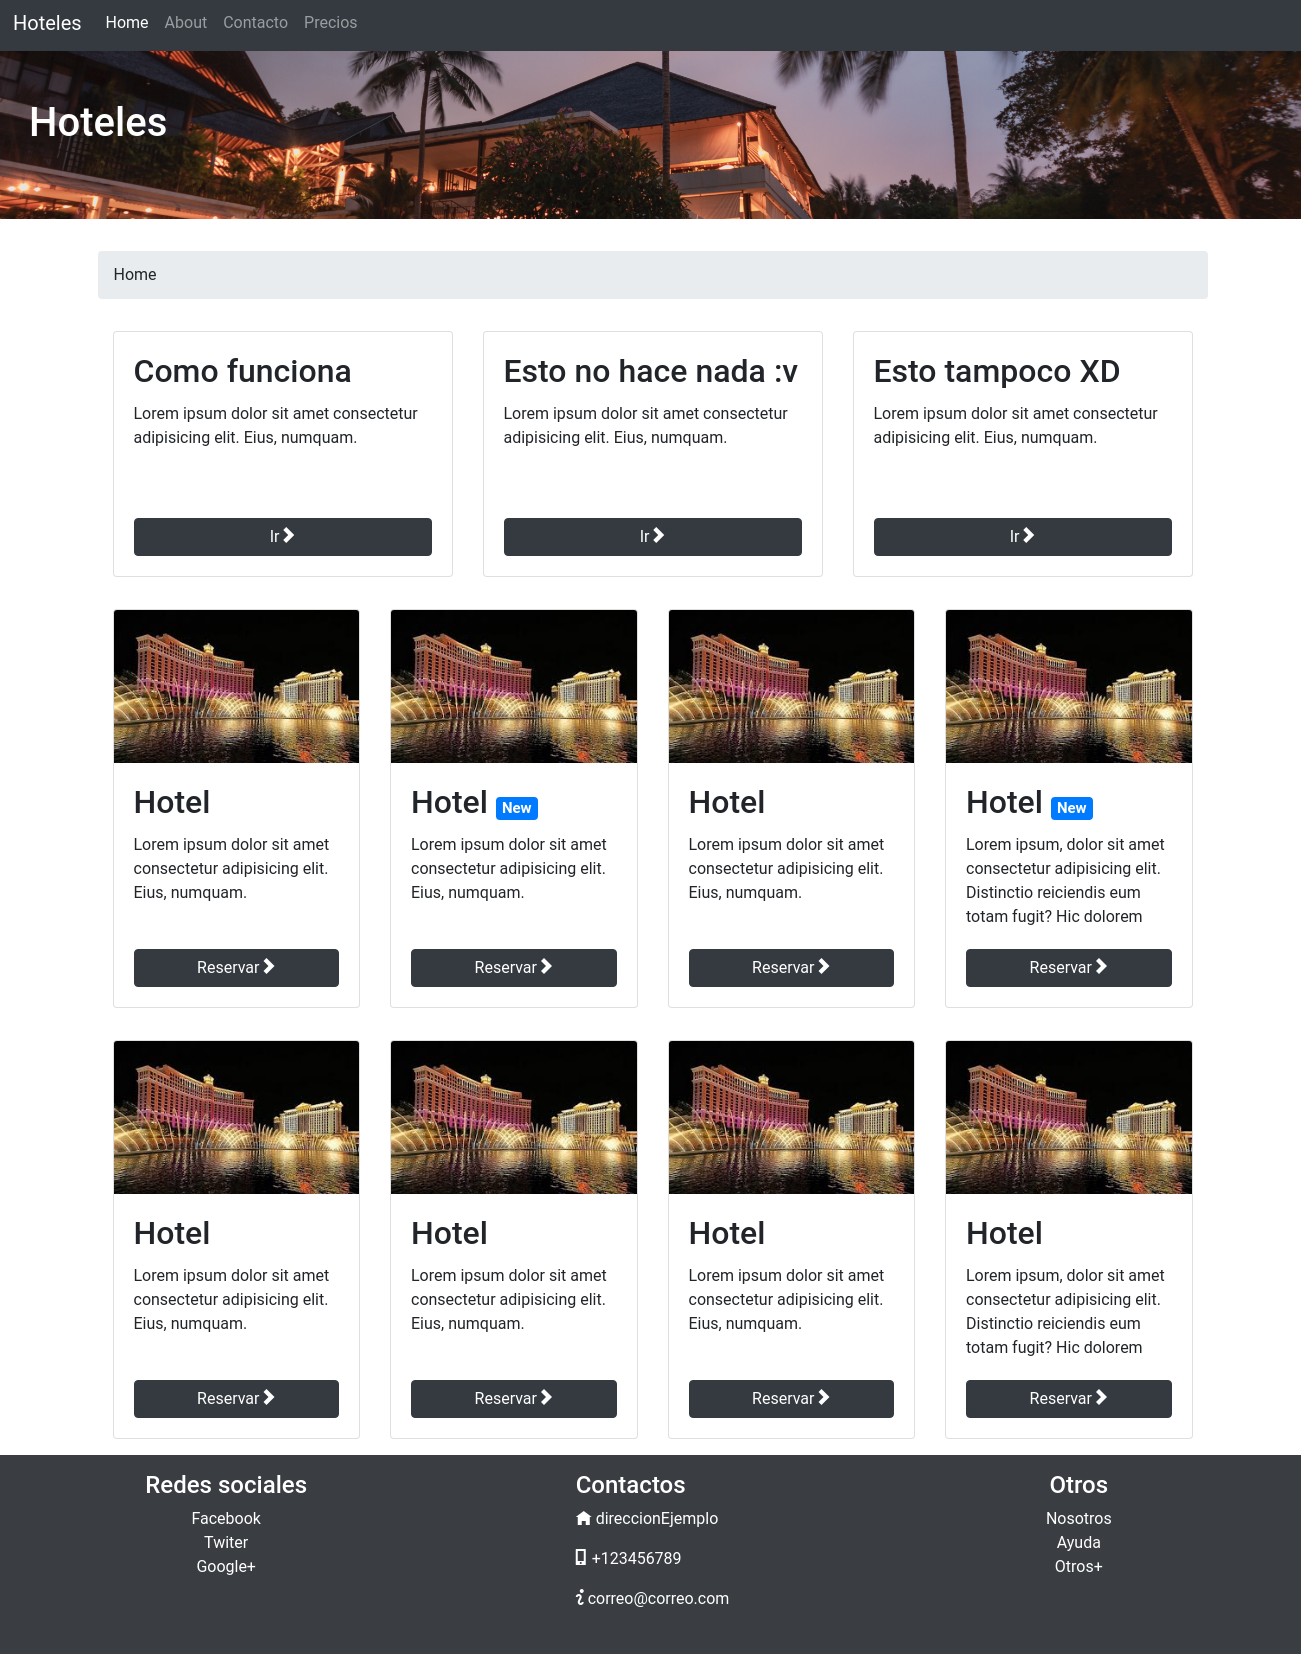 Hoteles Home About Contacto Precios
Hoteles
Home
Como funciona
Lorem ipsum dolor sit amet consectetur
adipisicing elit. Eius, numquam.
Ir
Esto no hace nada :v
Lorem ipsum dolor sit amet consectetur
adipisicing elit. Eius, numquam.
Ir
Esto tampoco XD
Lorem ipsum dolor sit amet consectetur
adipisicing elit. Eius, numquam.
Ir
Hotel
Lorem ipsum dolor sit amet
consectetur adipisicing elit.
Eius, numquam.
Reservar
Hotel New
Lorem ipsum dolor sit amet
consectetur adipisicing elit.
Eius, numquam.
Reservar
Hotel
Lorem ipsum dolor sit amet
consectetur adipisicing elit.
Eius, numquam.
Reservar
Hotel New
Lorem ipsum, dolor sit amet
consectetur adipisicing elit.
Distinctio reiciendis eum
totam fugit? Hic dolorem
Reservar
Hotel
Lorem ipsum dolor sit amet
consectetur adipisicing elit.
Eius, numquam.
Reservar
Hotel
Lorem ipsum dolor sit amet
consectetur adipisicing elit.
Eius, numquam.
Reservar
Hotel
Lorem ipsum dolor sit amet
consectetur adipisicing elit.
Eius, numquam.
Reservar
Hotel
Lorem ipsum, dolor sit amet
consectetur adipisicing elit.
Distinctio reiciendis eum
totam fugit? Hic dolorem
Reservar
Redes sociales
Facebook
Twiter
Google+
Contactos
direccionEjemplo
+123456789
correo@correo.com
Otros
Nosotros
Ayuda
Otros+